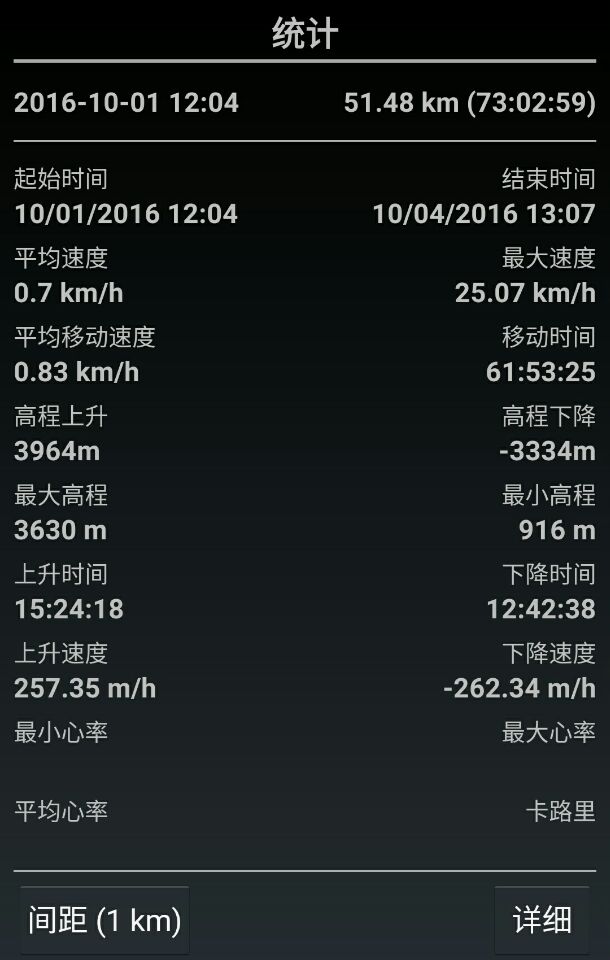 统计
2016-10-01 12:04 51.48 km (73:02:59)
起始时间 结束时间
10/01/2016 12:04 10/04/2016 13:07
平均速度 最大速度
0.7 km/h 25.07 km/h
平均移动速度 移动时间
0.83 km/h 61:53:25
高程上升 高程下降
3964m -3334m
最大高程 最小高程
3630 m 916 m
上升时间 下降时间
15:24:18 12:42:38
上升速度 下降速度
257.35 m/h -262.34 m/h
最小心率 最大心率
平均心率 卡路里
间距 (1 km) 详细